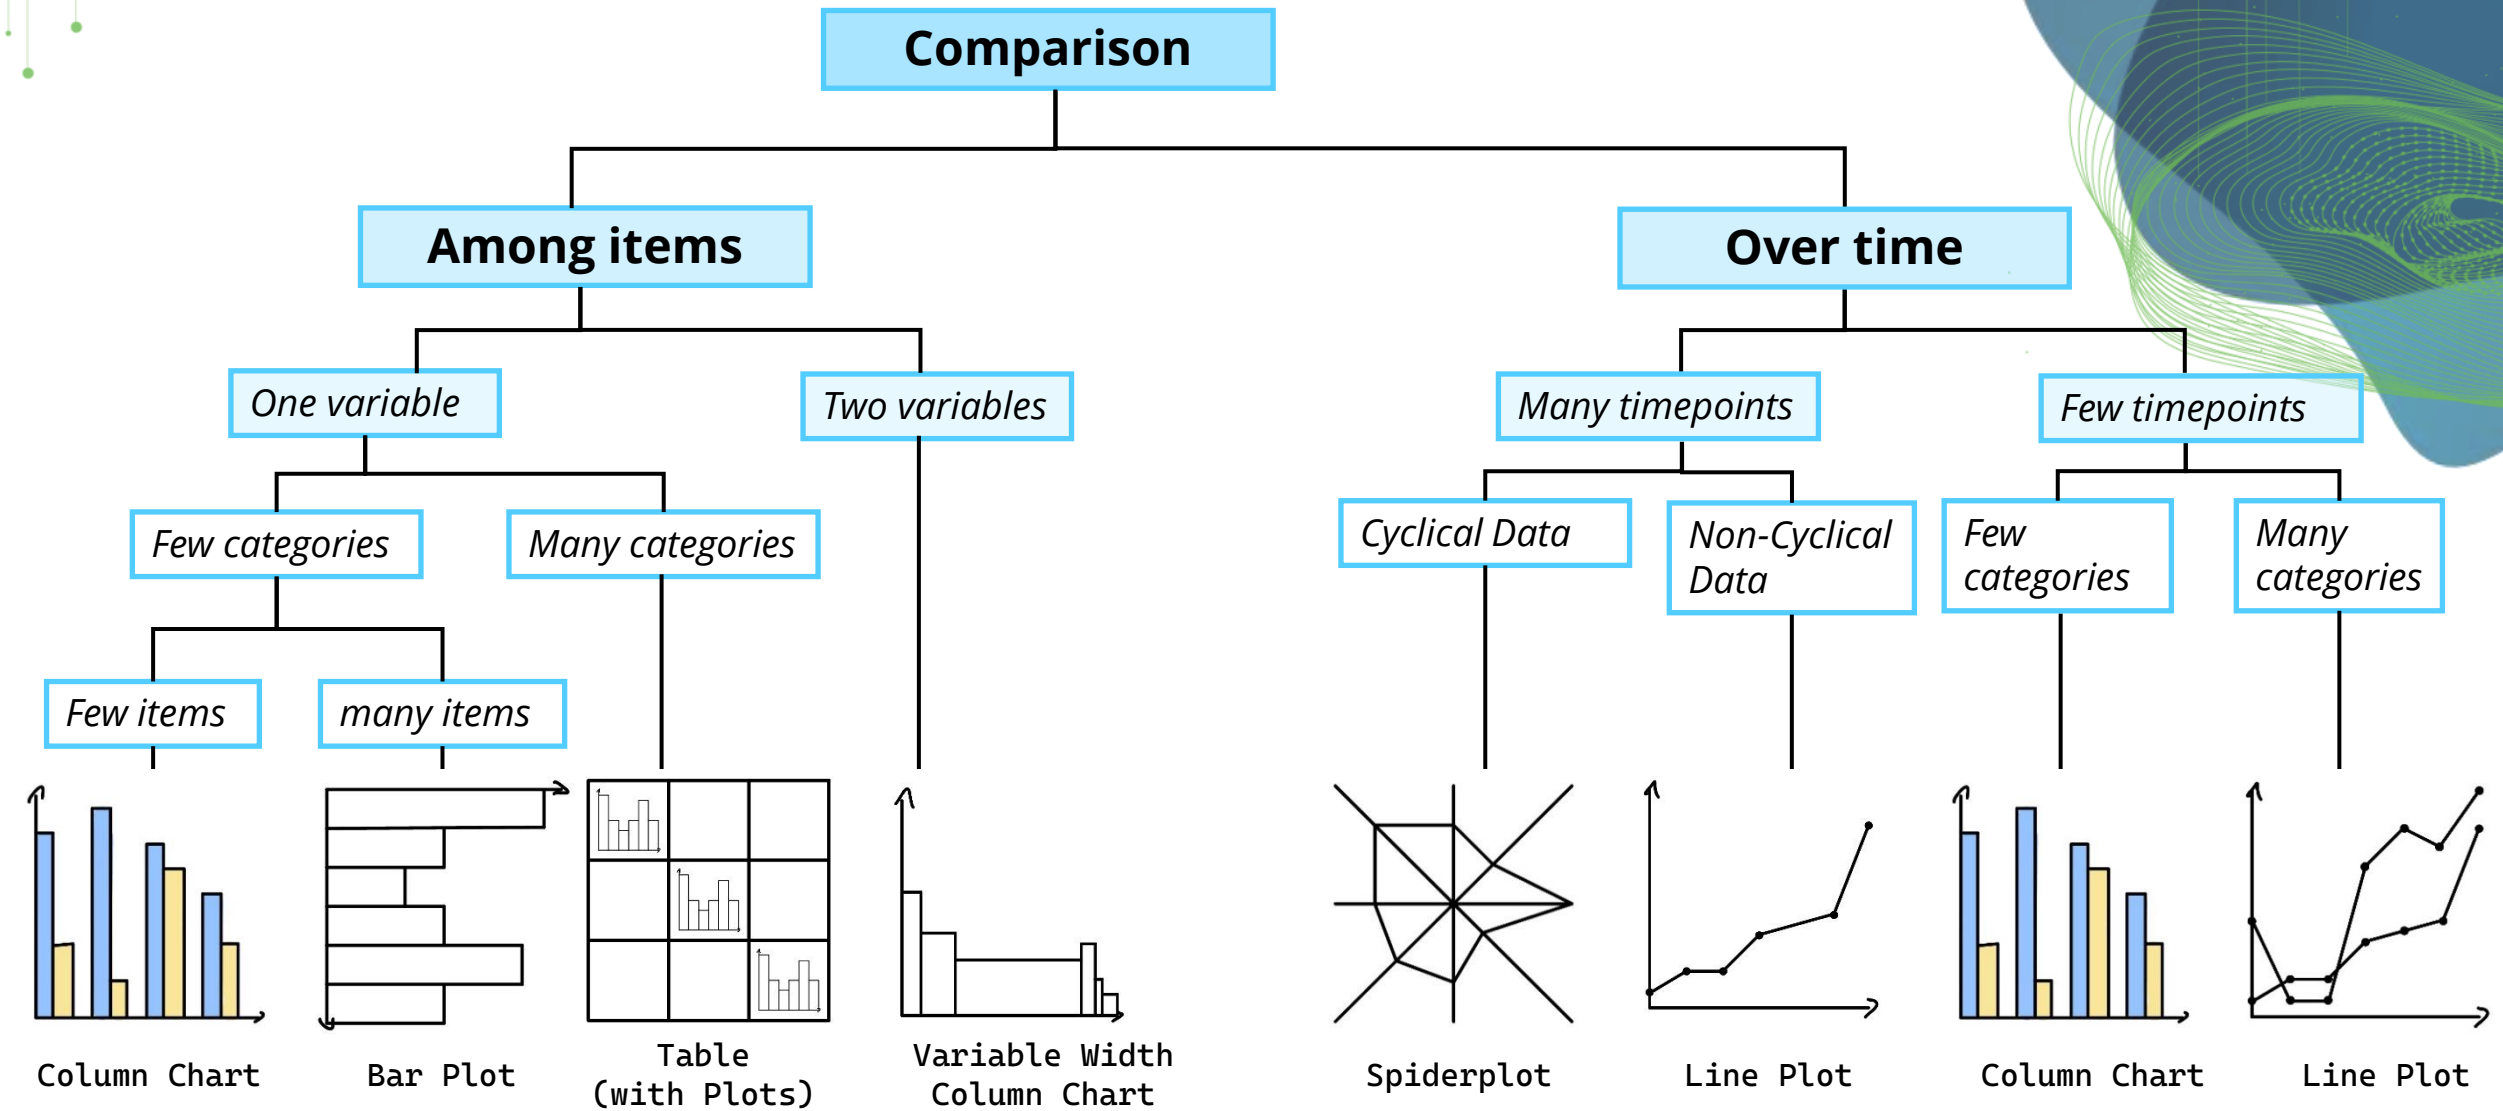 Comparison
Among items
Over time
One variable
Two variables
Many timepoints
Few timepoints
Few categories
Many categories
Cyclical Data
Non-Cyclical
Data
Few
categories
Many
categories
Few items
many items
Column Chart
Bar Plot
Table
(with Plots)
Variable Width
Column Chart
Spiderplot
Line Plot
Column Chart
Line Plot